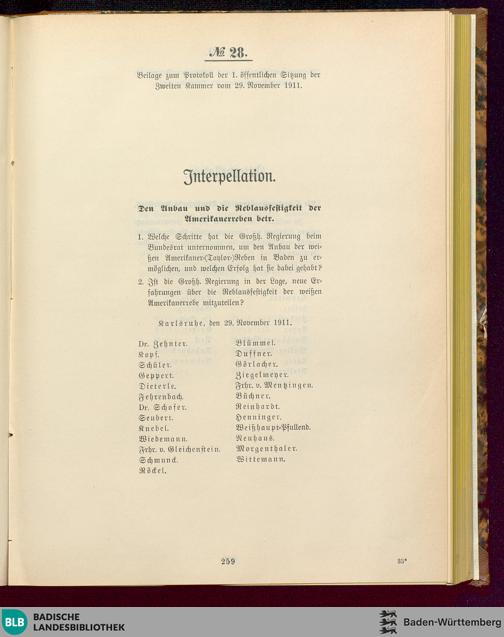 № 28.
Beilage zum Protokoll der 1. öffentlichen Sitzung der
Zweiten Kammer vom 29. November 1911.
Interpellation.
Den Anbau und die Reblausfestigkeit der
Amerikanerreben betr.
1. Welche Schritte hat die Großh. Regierung beim
Bundesrat unternommen, um den Anbau der wei-
ßen Amerikaner-(Taylor-)Reben in Baden zu er-
möglichen, und welchen Erfolg hat sie dabei gehabt?
2. Ist die Großh. Regierung in der Lage, neue Er-
fahrungen über die Reblausfestigkeit der weißen
Amerikanerrebe mitzuteilen?
Karlsruhe, den 29. November 1911.
Dr. Zehnter.
Kopf.
Schüler.
Geppert.
Dieterle.
Fehrenbach.
Dr. Schofer.
Seubert.
Knebel.
Wiedemann.
Frhr. v. Gleichenstein.
Schmunck.
Röckel.
Blümmel.
Duffner.
Görlacher.
Ziegelmeyer.
Frhr. v. Mentzingen.
Büchner.
Reinhardt.
Henninger.
Weißhaupt-Pfullend.
Neuhaus.
Morgenthaler.
Wittemann.
259
33*
BLB
BADISCHE
LANDESBIBLIOTHEK
Baden-Württemberg